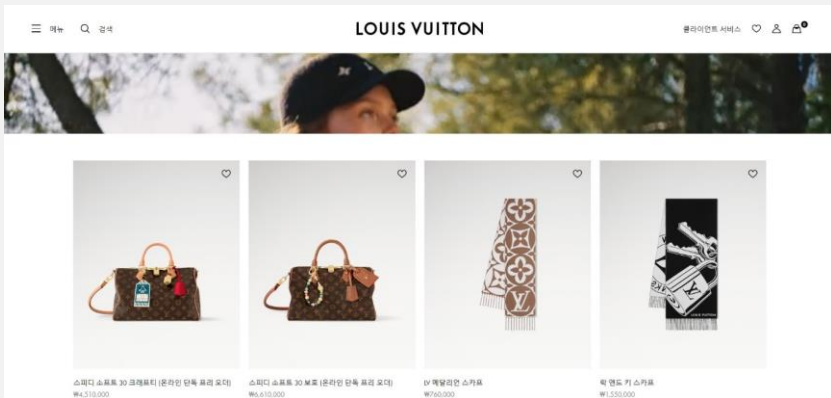 메뉴 검색 LOUIS VUITTON 클라이언트 서비스 0
스피디 소프트 30 크래프티 (온라인 단독 프리 오더) 스피디 소프트 30 보호 (온라인 단독 프리 오더) LV 메달리언 스카프 락 앤드 키 스카프
₩4,510,000 ₩6,610,000 ₩760,000 ₩1,550,000